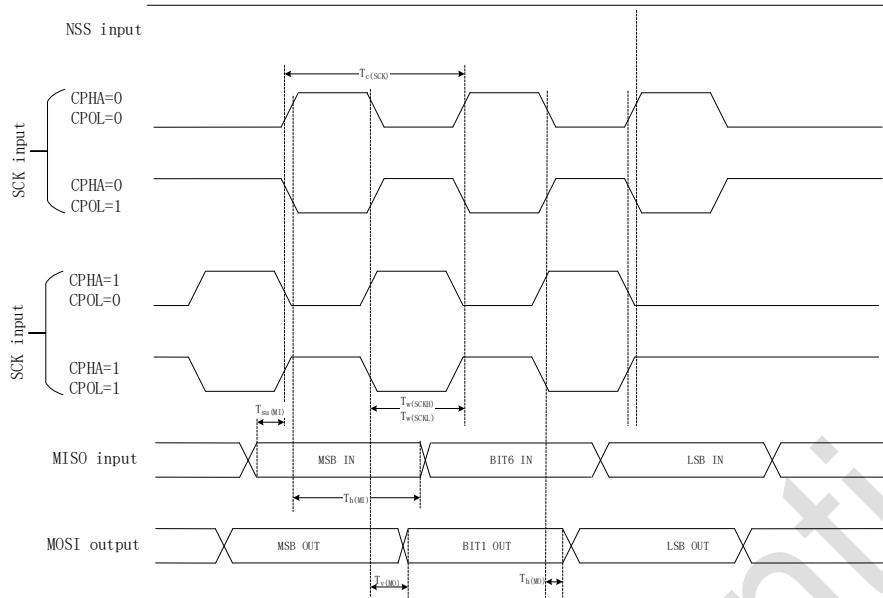 NSS input
Tc(SCK)
CPHA=0
CPOL=0
SCK input
CPHA=0
CPOL=1
CPHA=1
CPOL=0
SCK input
CPHA=1
CPOL=1
Tw(SCKH)
Tw(SCKL)
Tsu(MI)
MISO input
MSB IN
BIT6 IN
LSB IN
Th(MI)
MOSI output
MSB OUT
BIT1 OUT
LSB OUT
Tv(MO)
Th(MO)